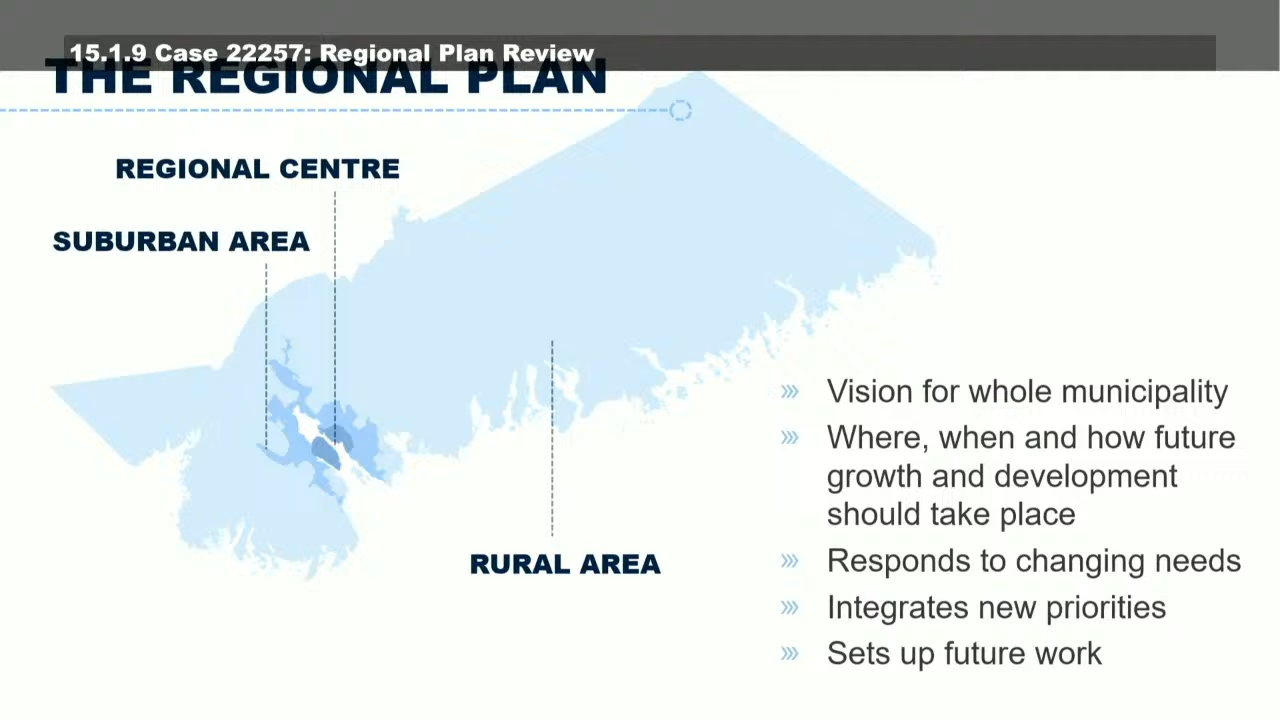 15.1.9 Case 22257: Regional Plan Review
THE REGIONAL PLAN
REGIONAL CENTRE
SUBURBAN AREA
RURAL AREA
Vision for whole municipality
Where, when and how future
growth and development
should take place
Responds to changing needs
Integrates new priorities
Sets up future work